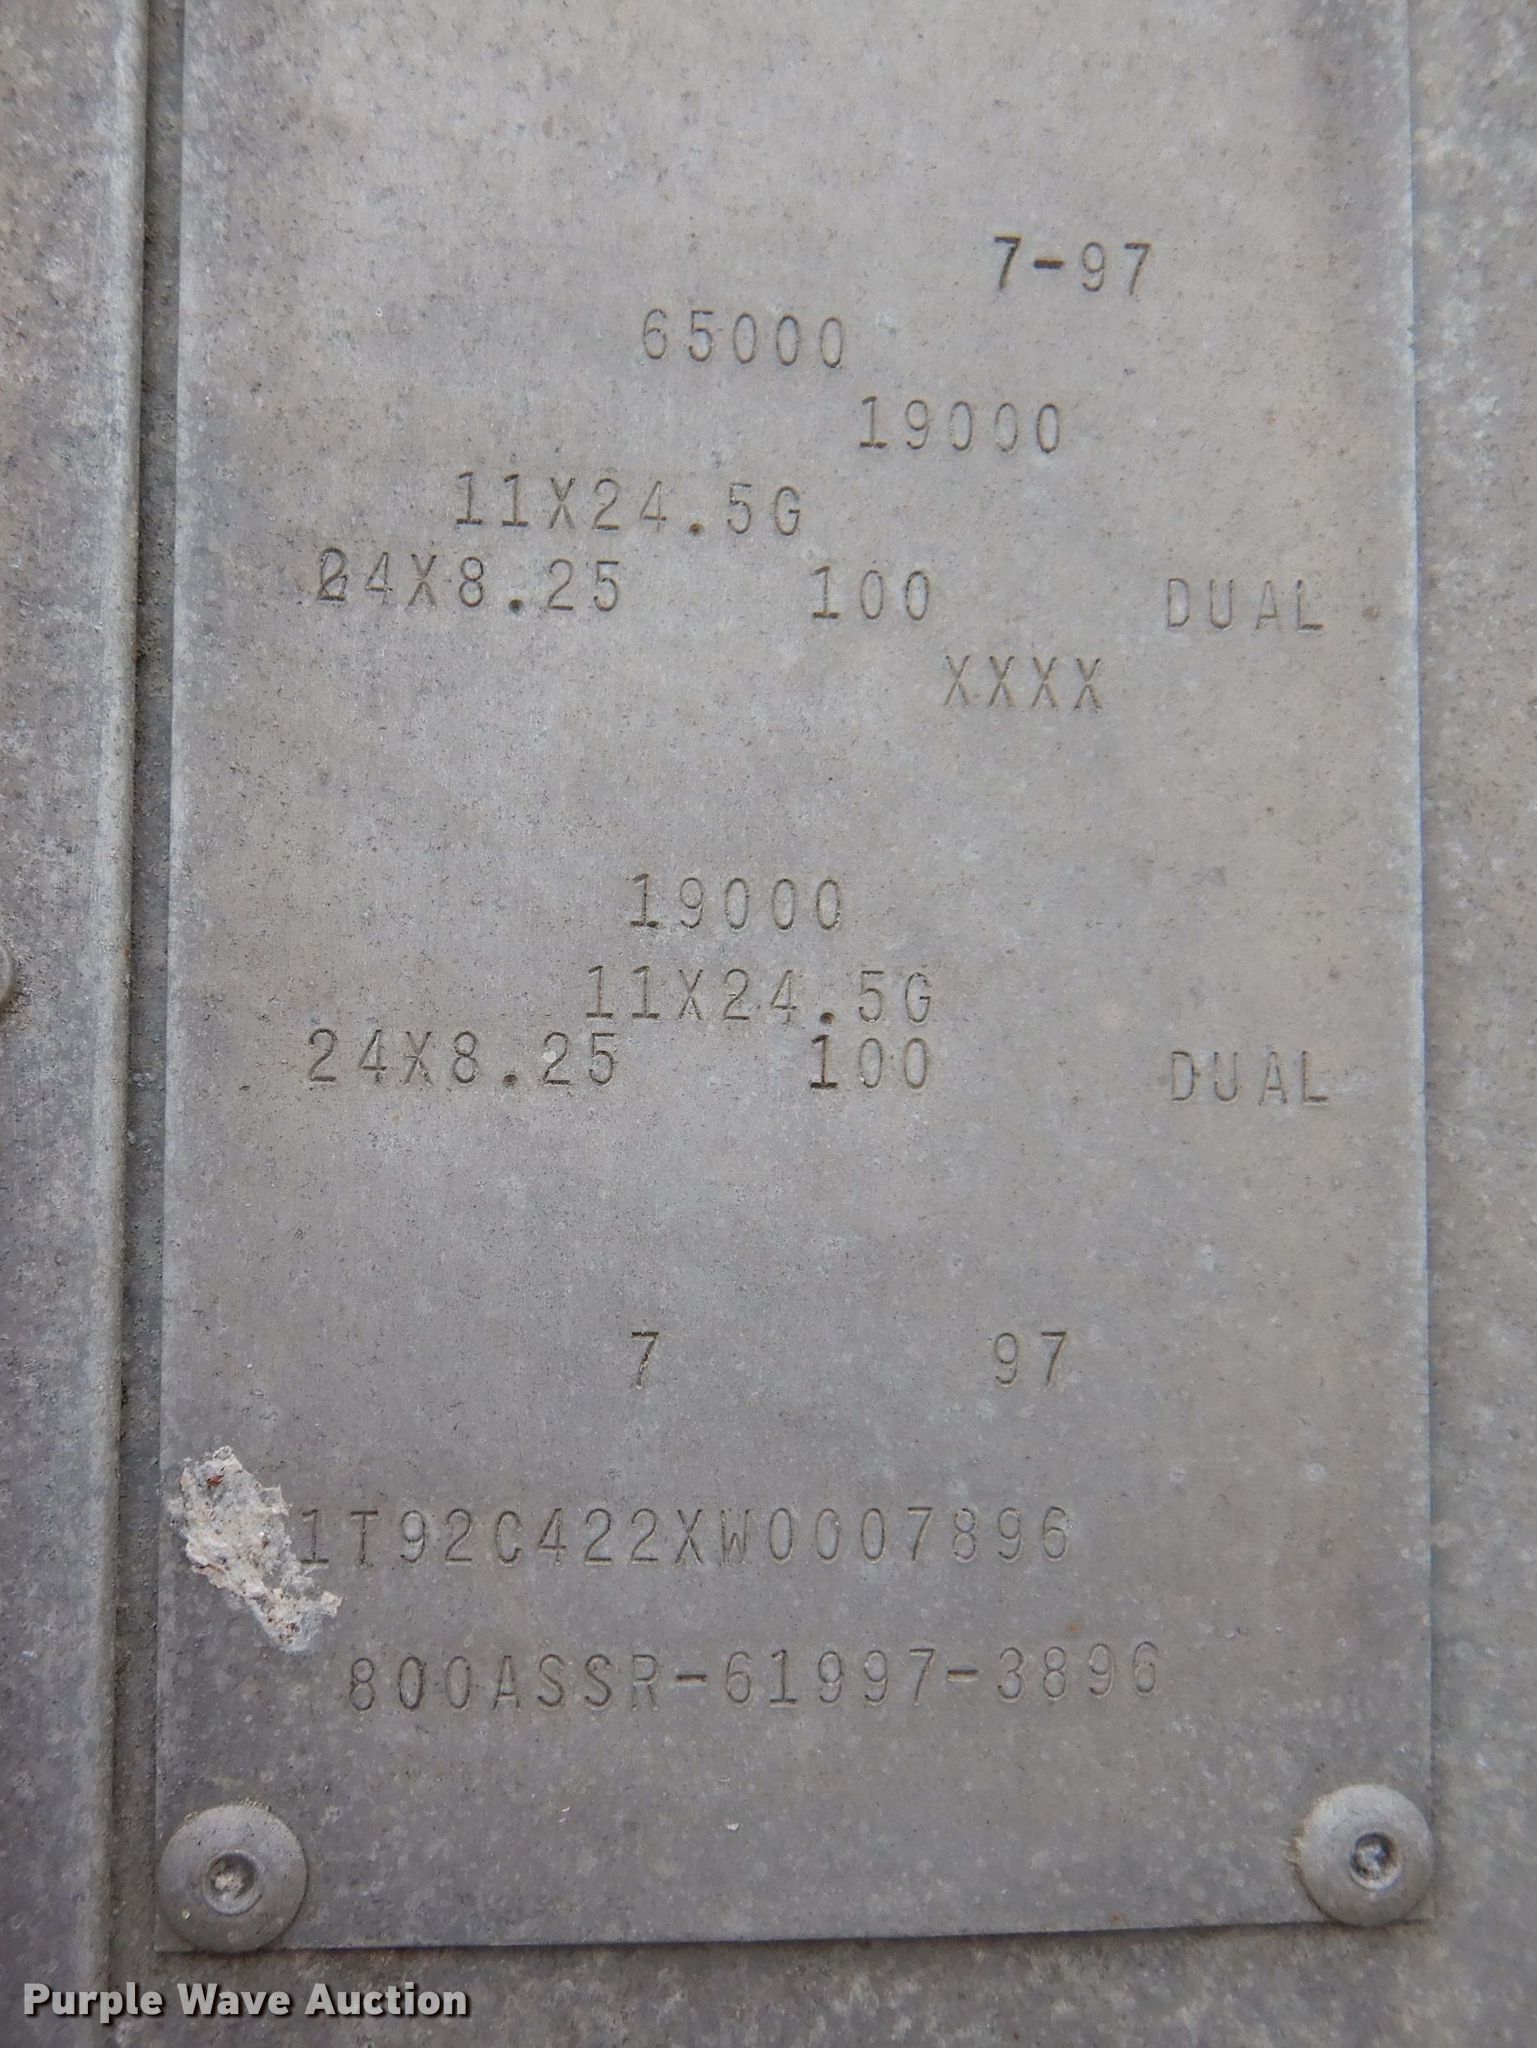 7-97
65000
19000
11X24.5G
24X8.25 100 DUAL
XXXX
19000
11X24.5G
24X8.25 100 DUAL
7 97
1T92C422XW0007896
800ASSR-61997-3896
Purple Wave Auction